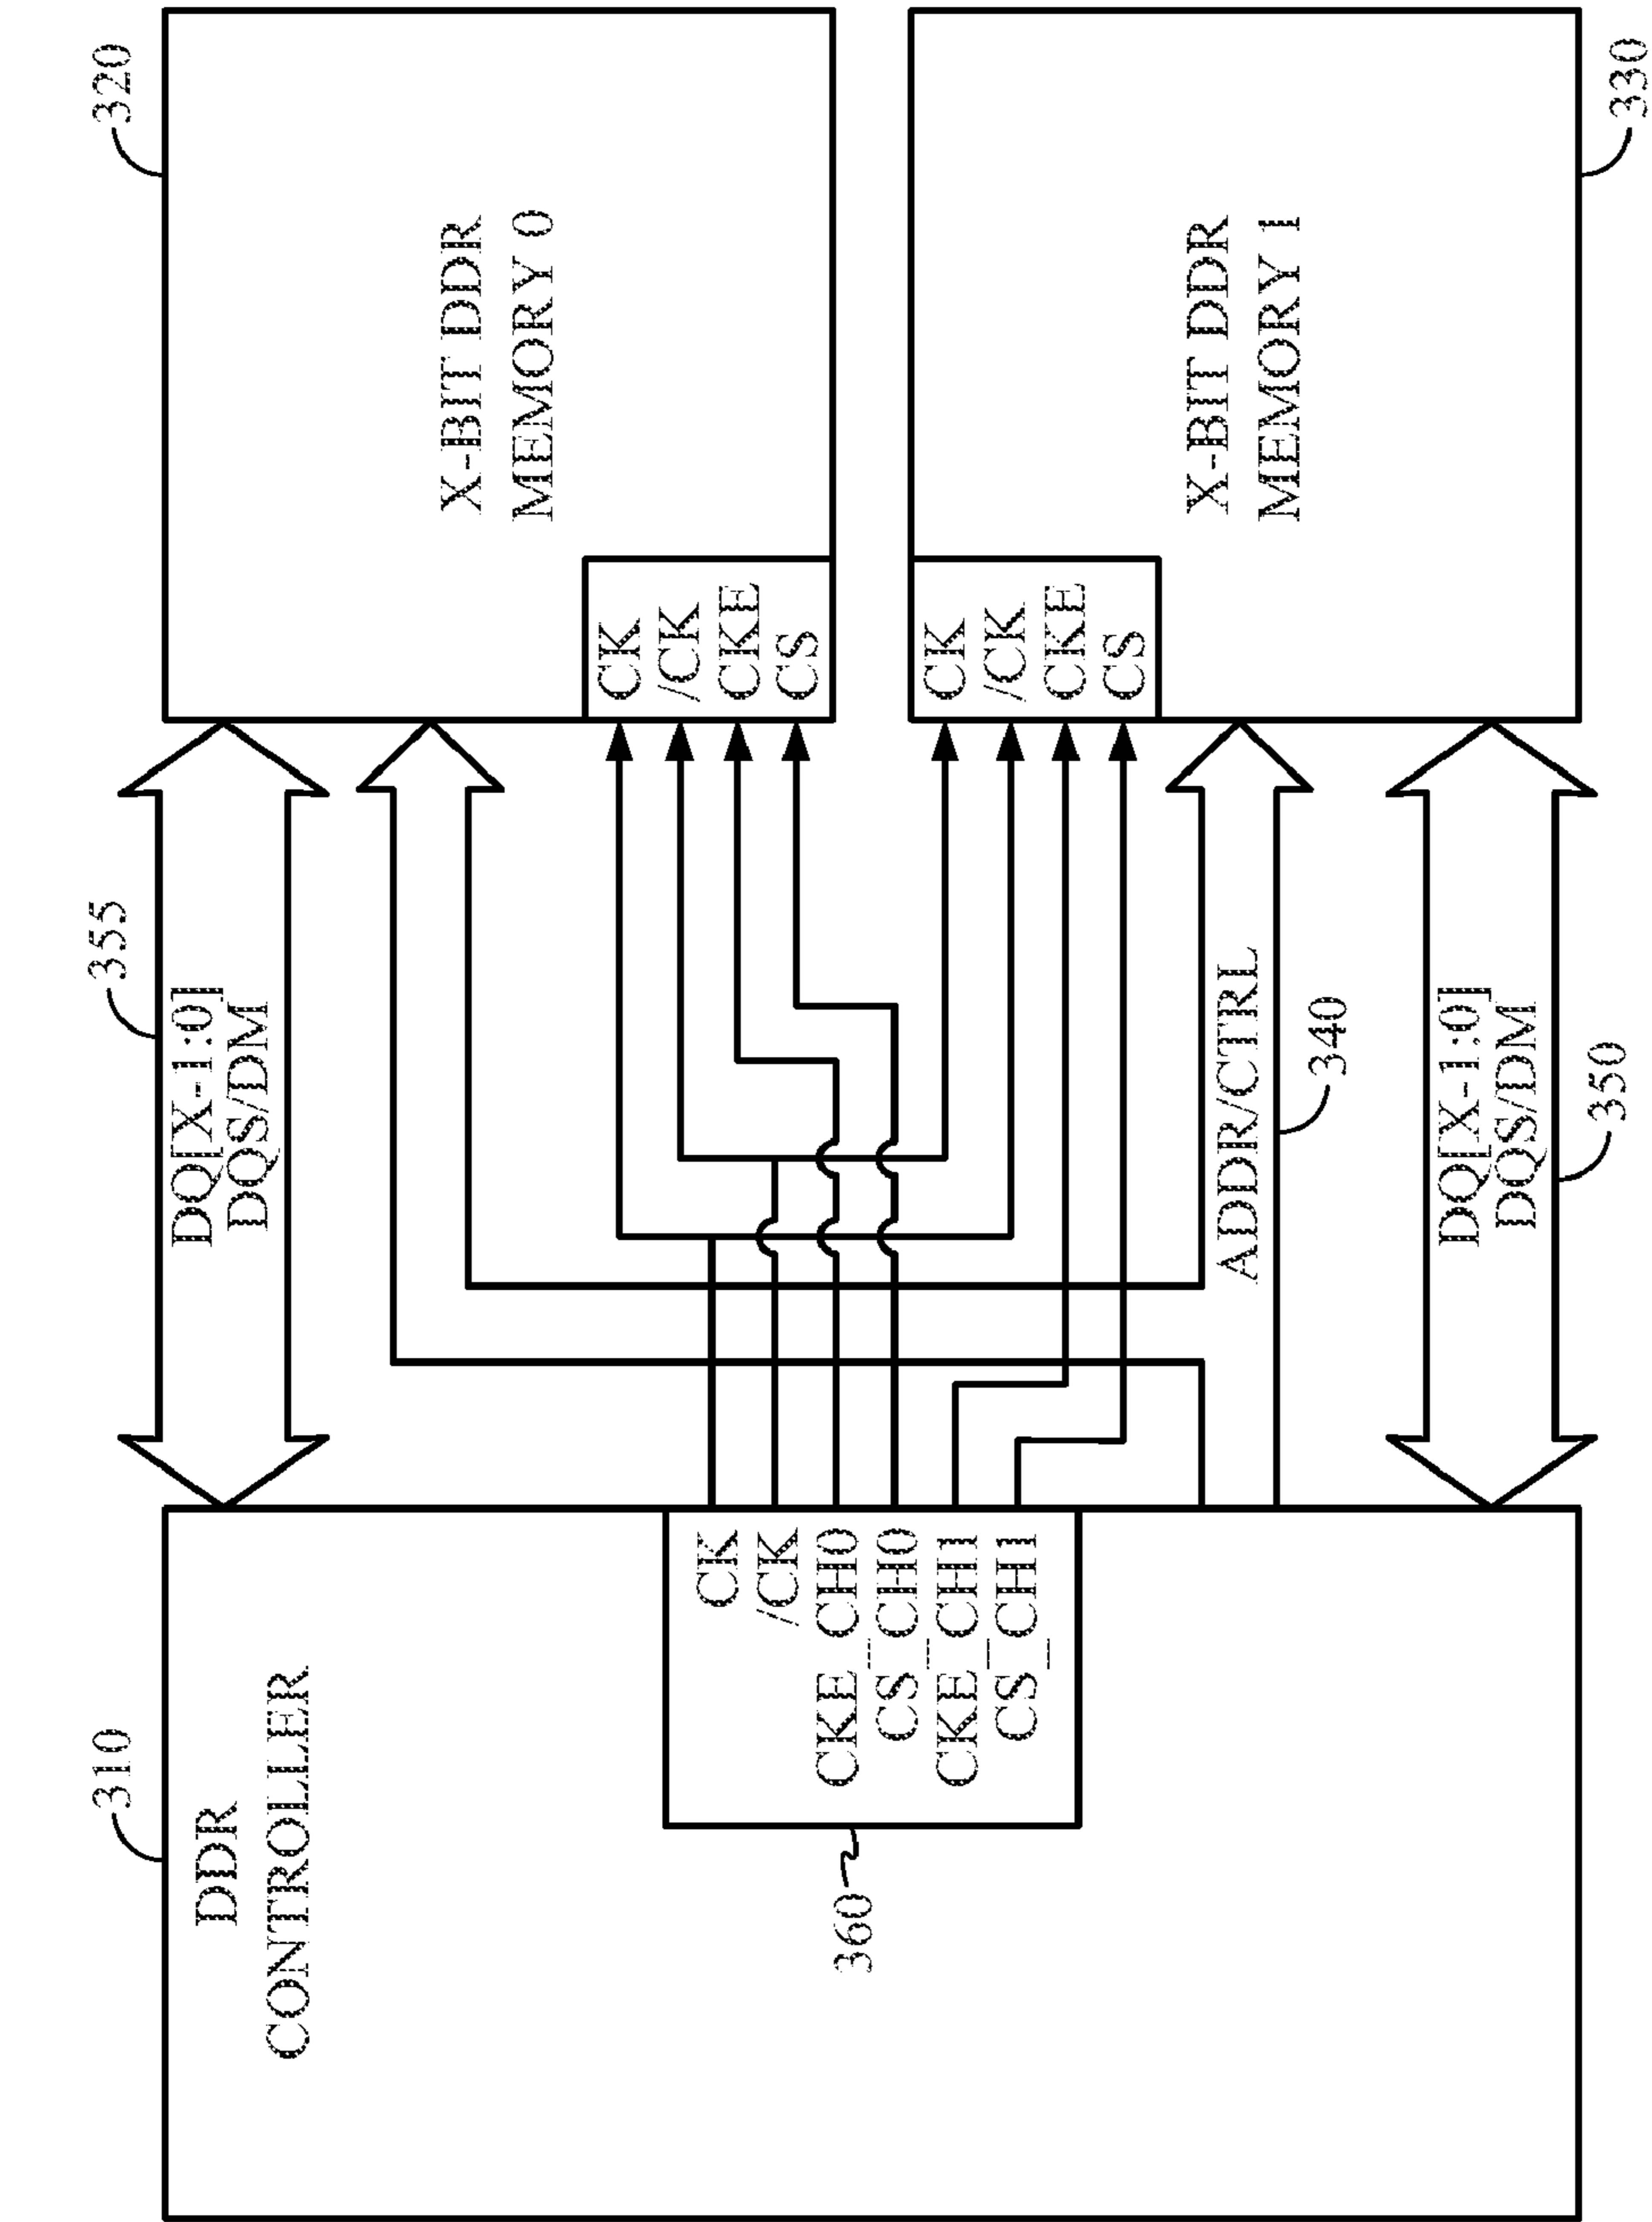 310
DDR
CONTROLLER
360
CK
/CK
CKE_CH0
CS_CH0
CKE_CH1
CS_CH1
355
DQ[X-1:0]
DQS/DM
ADDR/CTRL
340
DQ[X-1:0]
DQS/DM
350
320
X-BIT DDR
MEMORY 0
CK
/CK
CKE
CS
X-BIT DDR
MEMORY 1
CK
/CK
CKE
CS
330